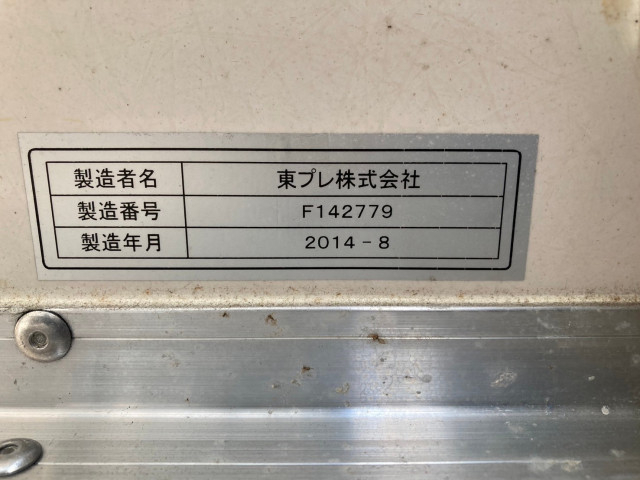 製造者名 東プレ株式会社
製造番号 F142779
製造年月 2014-8